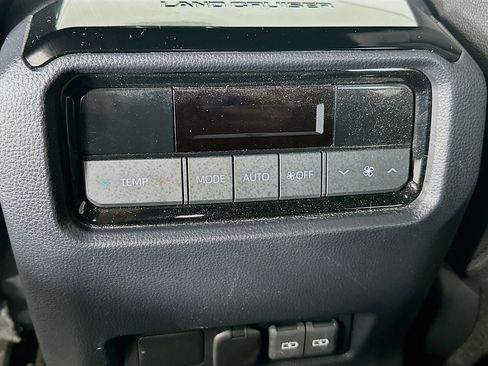 LAND CRUISER
TEMP MODE AUTO OFF